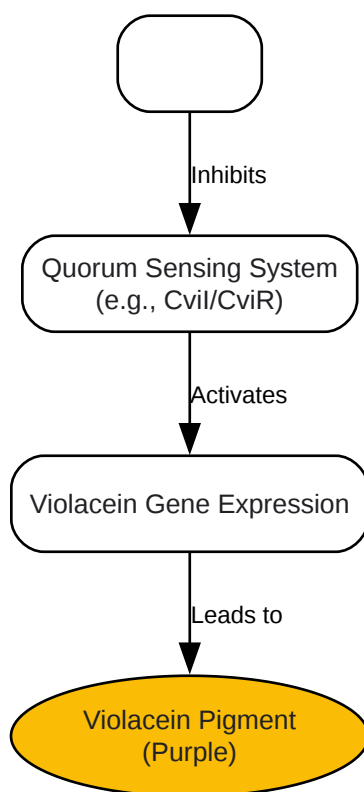 Inhibits
Quorum Sensing System
(e.g., CviI/CviR)
Activates
Violacein Gene Expression
Leads to
Violacein Pigment
(Purple)